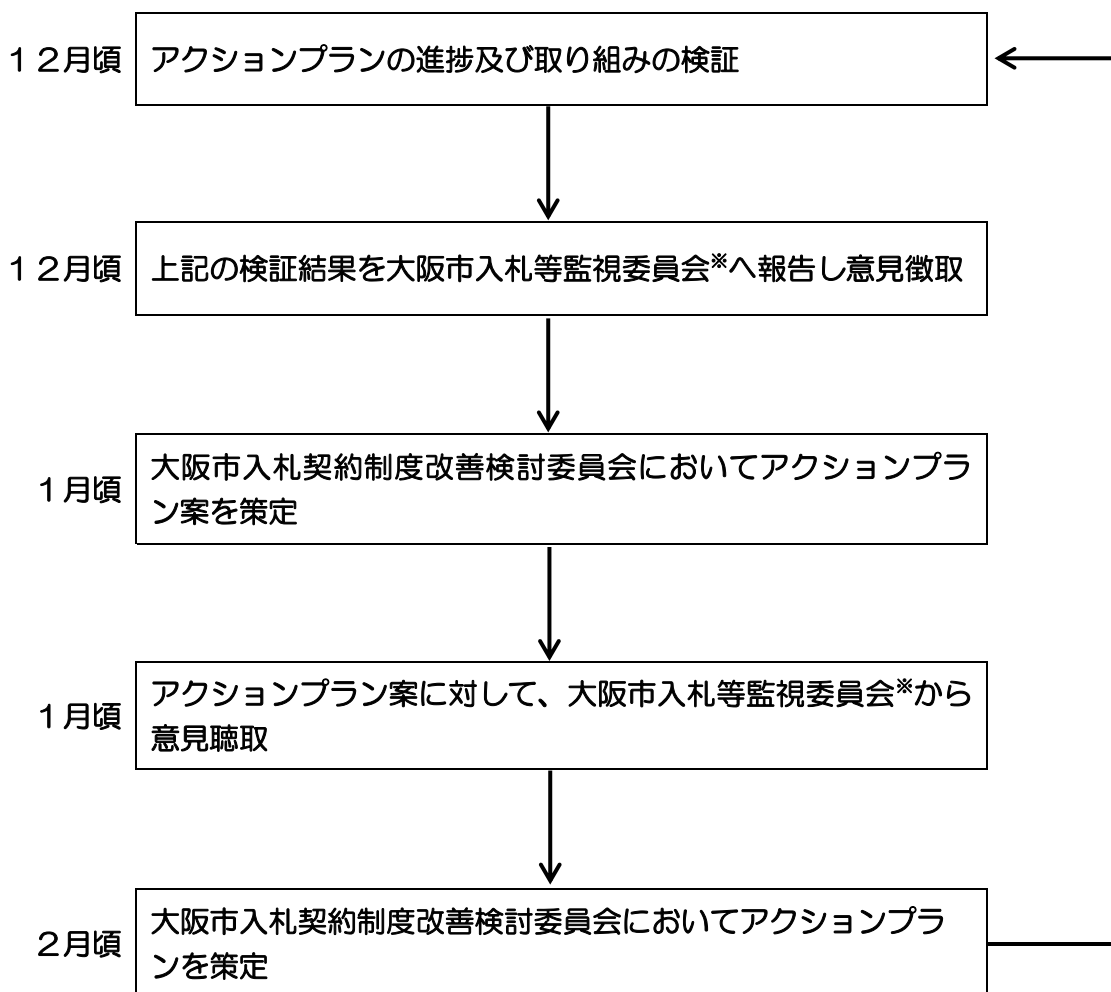 １２月頃
アクションプランの進捗及び取り組みの検証
１２月頃
上記の検証結果を大阪市入札等監視委員会※へ報告し意見徴取
１月頃
大阪市入札契約制度改善検討委員会においてアクションプラ
ン案を策定
１月頃
アクションプラン案に対して、大阪市入札等監視委員会※から
意見聴取
２月頃
大阪市入札契約制度改善検討委員会においてアクションプラ
ンを策定